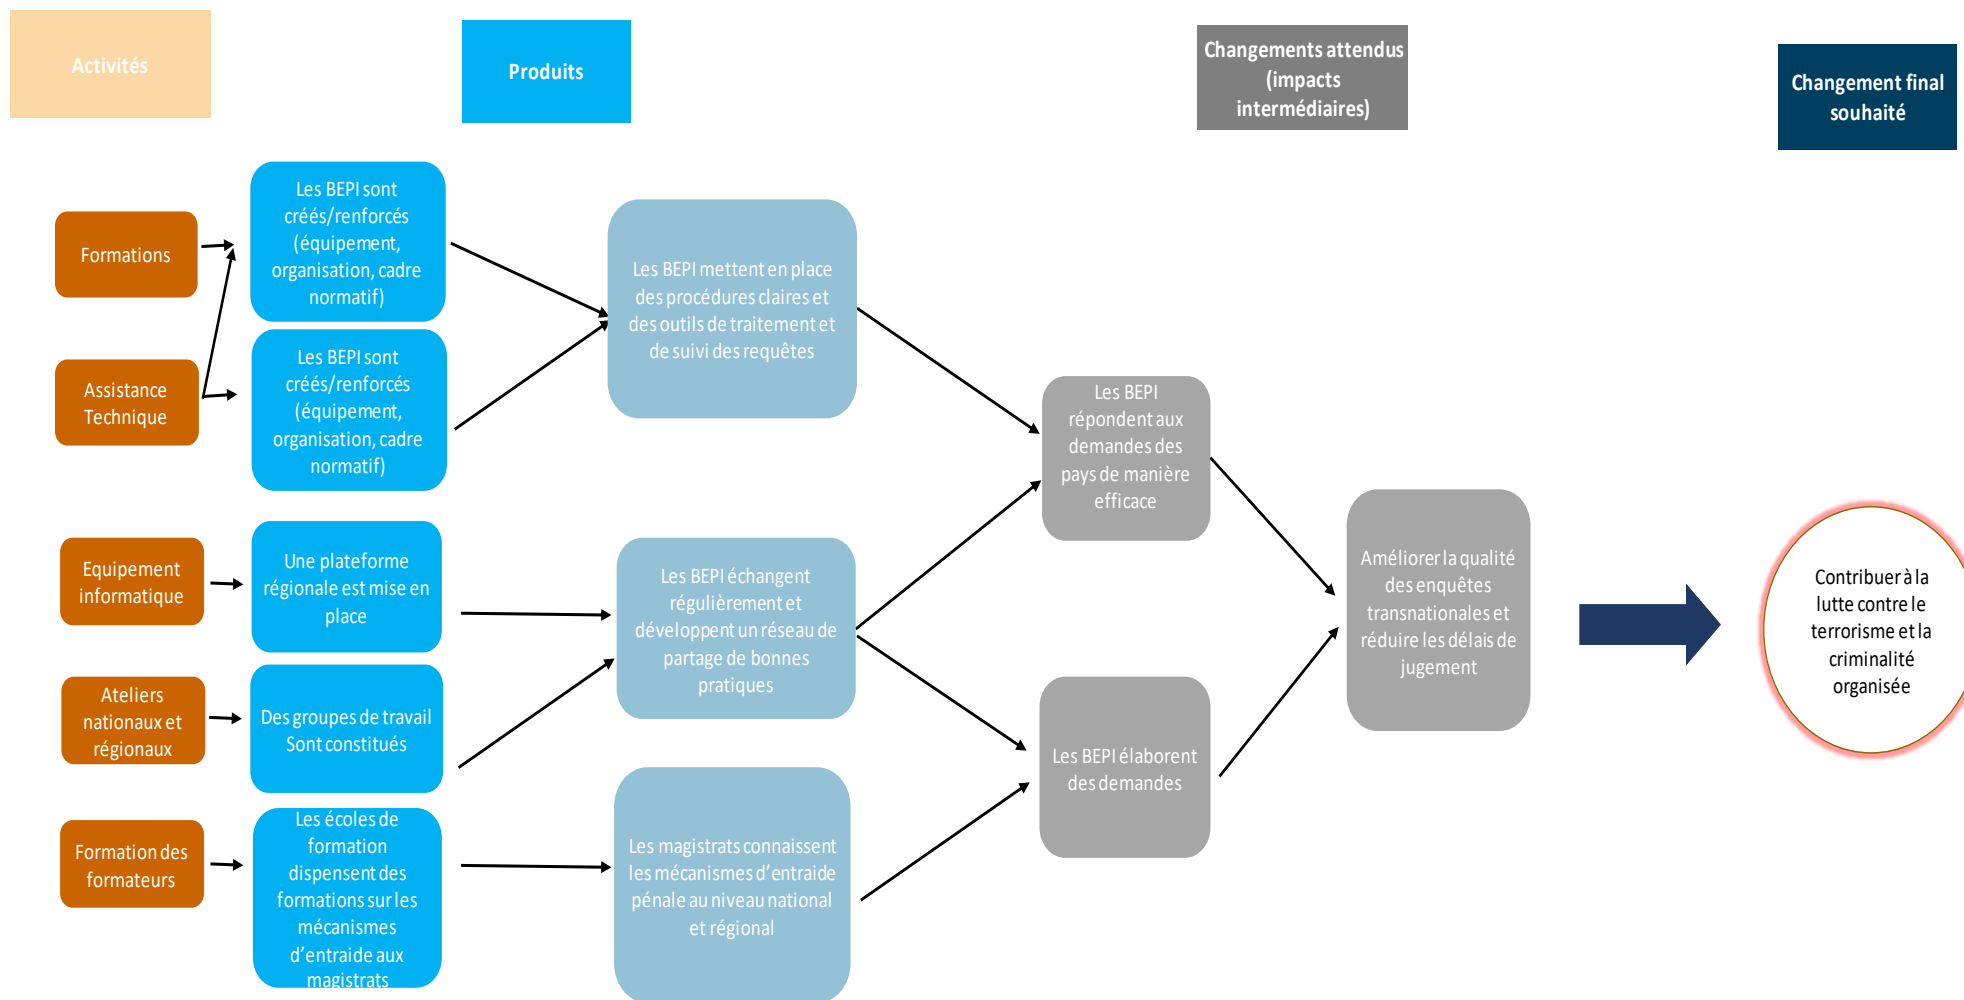 Activités
Produits
Changements attendus
(impacts
intermédiaires)
Changement final
souhaité
Formations
Assistance
Technique
Equipement
informatique
Ateliers
nationaux et
régionaux
Formation des
formateurs
Les BEPI sont
créés/renforcés
(équipement,
organisation, cadre
normatif)
Les BEPI sont
créés/renforcés
(équipement,
organisation, cadre
normatif)
Une plateforme
régionale est mise en
place
Des groupes de travail
Sont constitués
Les écoles de
formation
dispensent des
formations sur les
mécanismes
d’entraide aux
magistrats
Les BEPI mettent en place
des procédures claires et
des outils de traitement et
de suivi des requêtes
Les BEPI échangent
régulièrement et
développent un réseau de
partage de bonnes
pratiques
Les magistrats connaissent
les mécanismes d’entraide
pénale au niveau national
et régional
Les BEPI
répondent aux
demandes des
pays de manière
efficace
Les BEPI élaborent
des demandes
Améliorer la qualité
des enquêtes
transnationales et
réduire les délais de
jugement
Contribuer à la
lutte contre le
terrorisme et la
criminalité
organisée